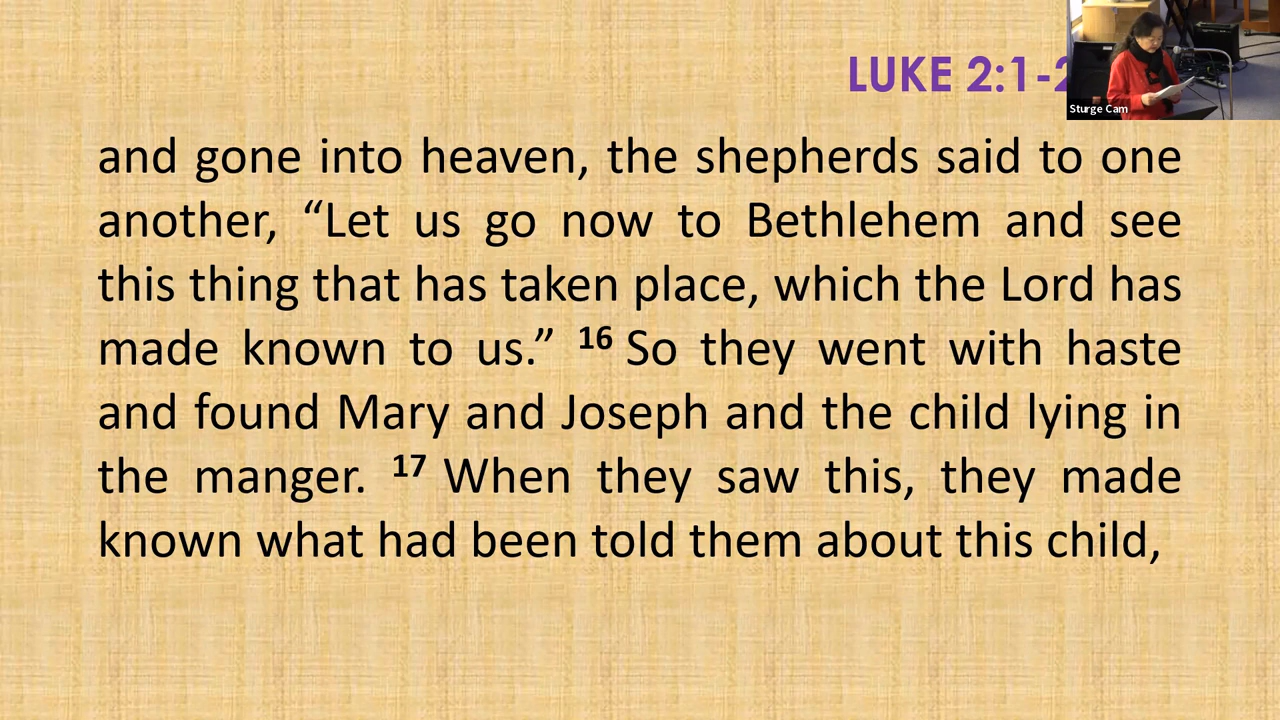 LUKE 2:1-2
Sturge Cam
and gone into heaven, the shepherds said to one
another, “Let us go now to Bethlehem and see
this thing that has taken place, which the Lord has
made known to us.” 16 So they went with haste
and found Mary and Joseph and the child lying in
the manger. 17 When they saw this, they made
known what had been told them about this child,